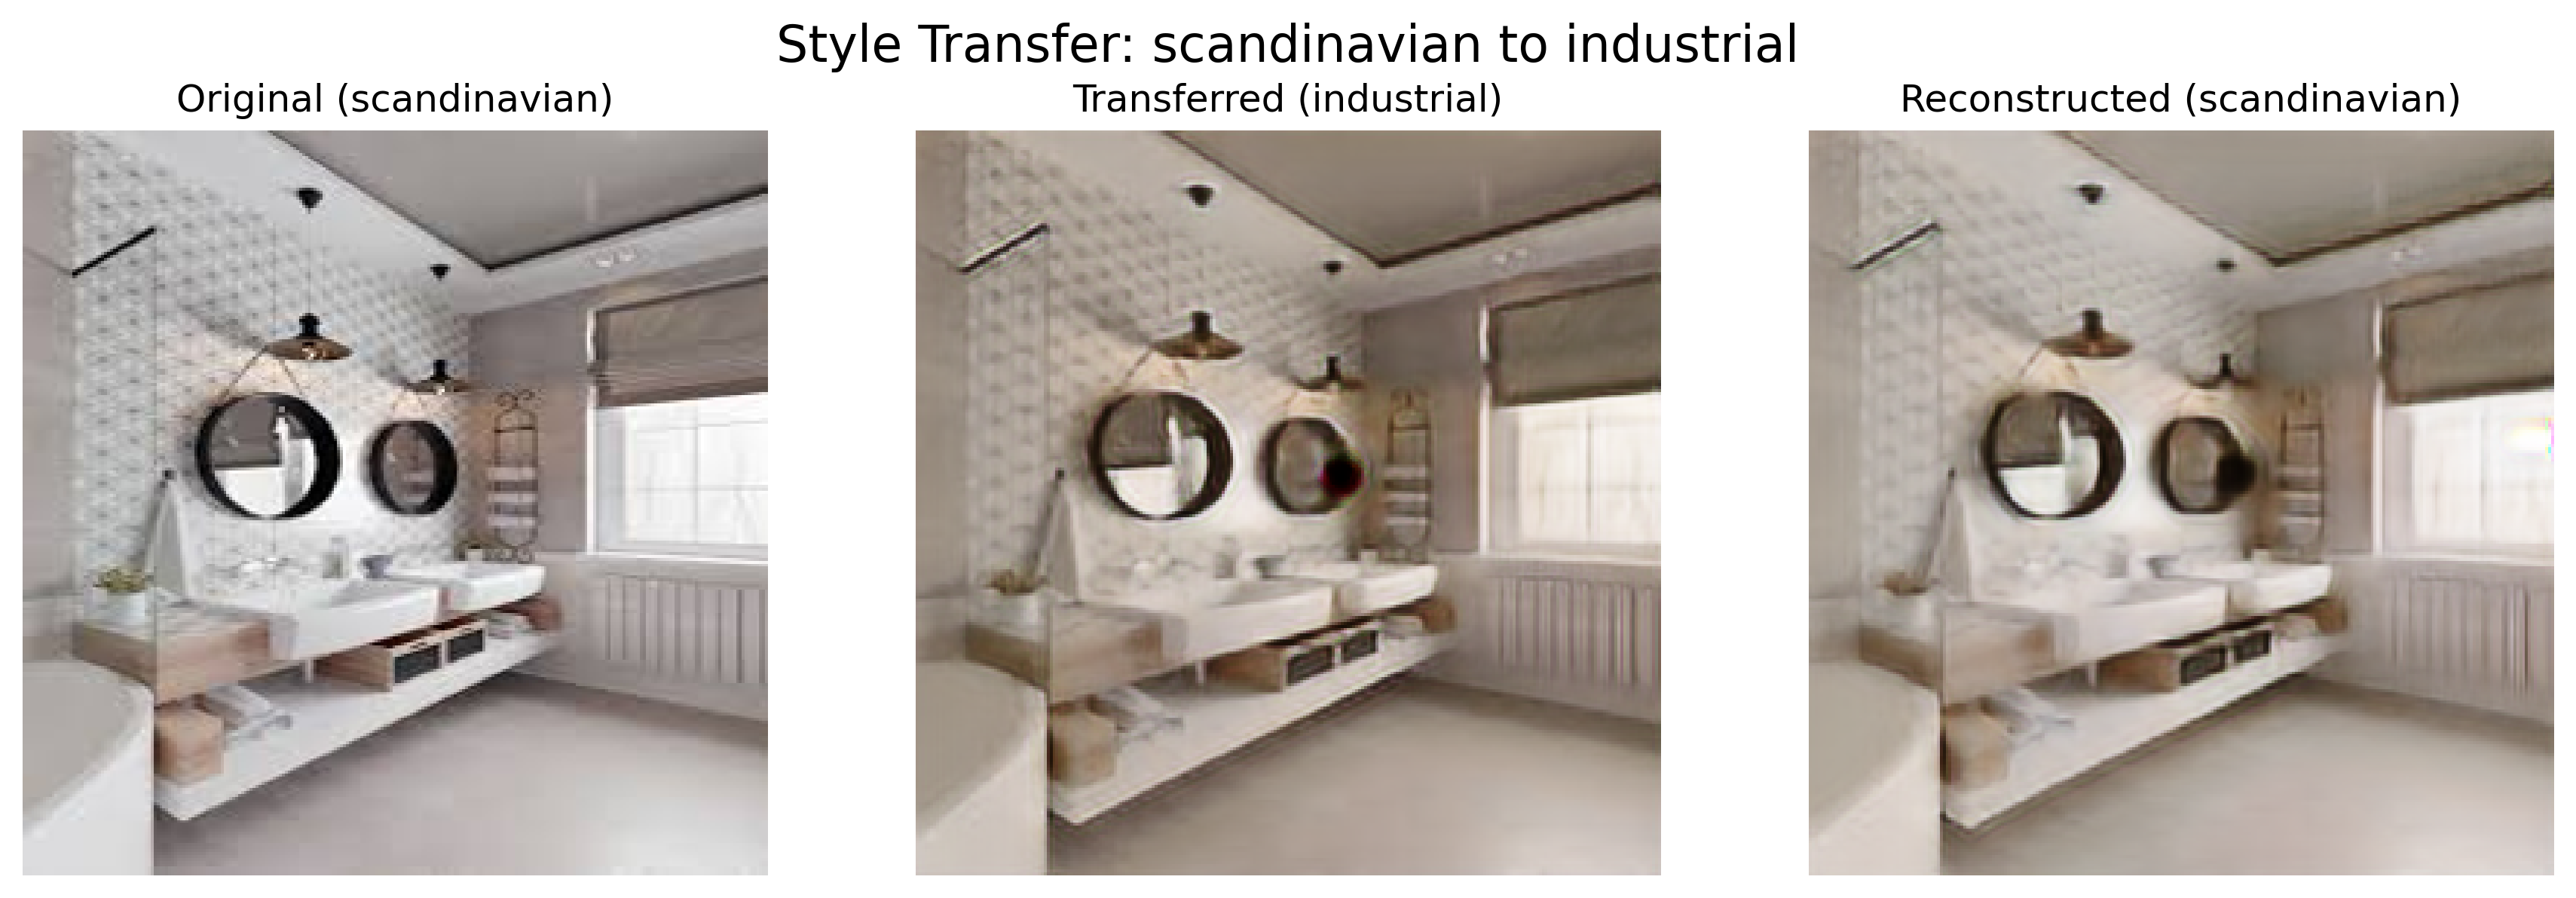 Style Transfer: scandinavian to industrial
Original (scandinavian)
Transferred (industrial)
Reconstructed (scandinavian)